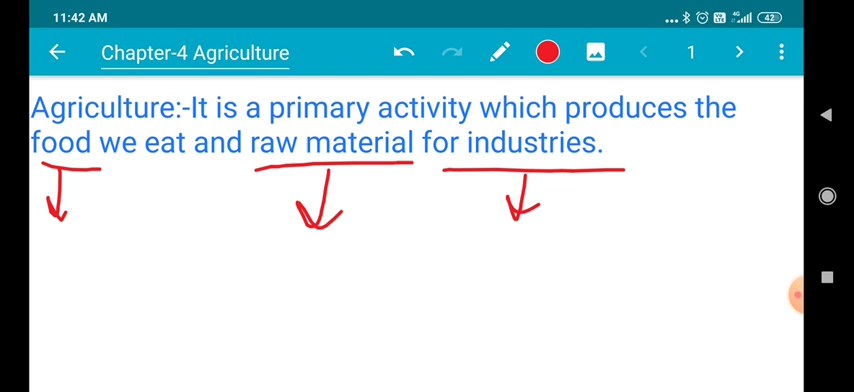 11:42 AM
4G
42
Chapter-4 Agriculture
1
Agriculture:-It is a primary activity which produces the
food we eat and raw material for industries.